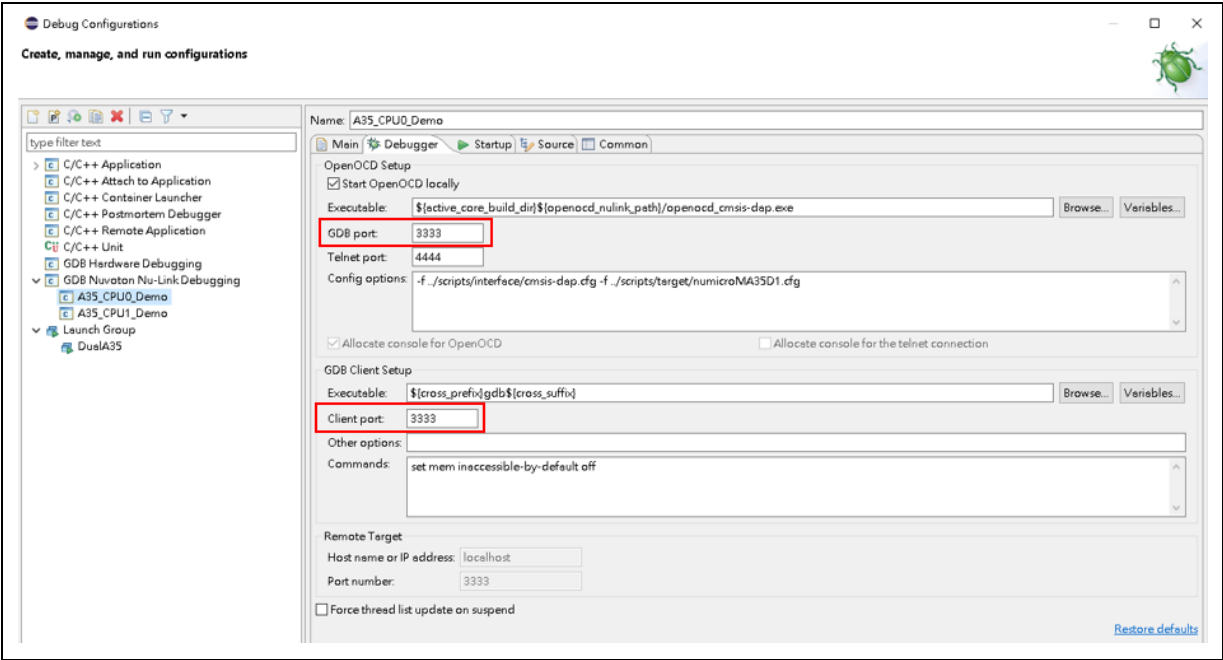 Debug Configurations
Create, manage, and run configurations
Name: A35_CPU0_Demo
type filter text
Main Debugger Startup Source Common
C/C++ Application
C/C++ Attach to Application
C/C++ Container Launcher
C/C++ Postmortem Debugger
C/C++ Remote Application
C/C++ Unit
GDB Hardware Debugging
GDB Nuvoton Nu-Link Debugging
A35_CPU0_Demo
A35_CPU1_Demo
Launch Group
DualA35
OpenOCD Setup
Start OpenOCD locally
Executable: ${active_core_build_dir}${openocd_nulink_path}/openocd_cmsis-dap.exe Browse... Variables...
GDB port: 3333
Telnet port: 4444
Config options: -f ../scripts/interface/cmsis-dap.cfg -f ../scripts/target/numicroMA35D1.cfg
Allocate console for OpenOCD Allocate console for the telnet connection
GDB Client Setup
Executable: ${cross_prefix}gdb${cross_suffix} Browse... Variables...
Client port: 3333
Other options:
Commands: set mem inaccessible-by-default off
Remote Target
Host name or IP address: localhost
Port number: 3333
Force thread list update on suspend
Restore defaults